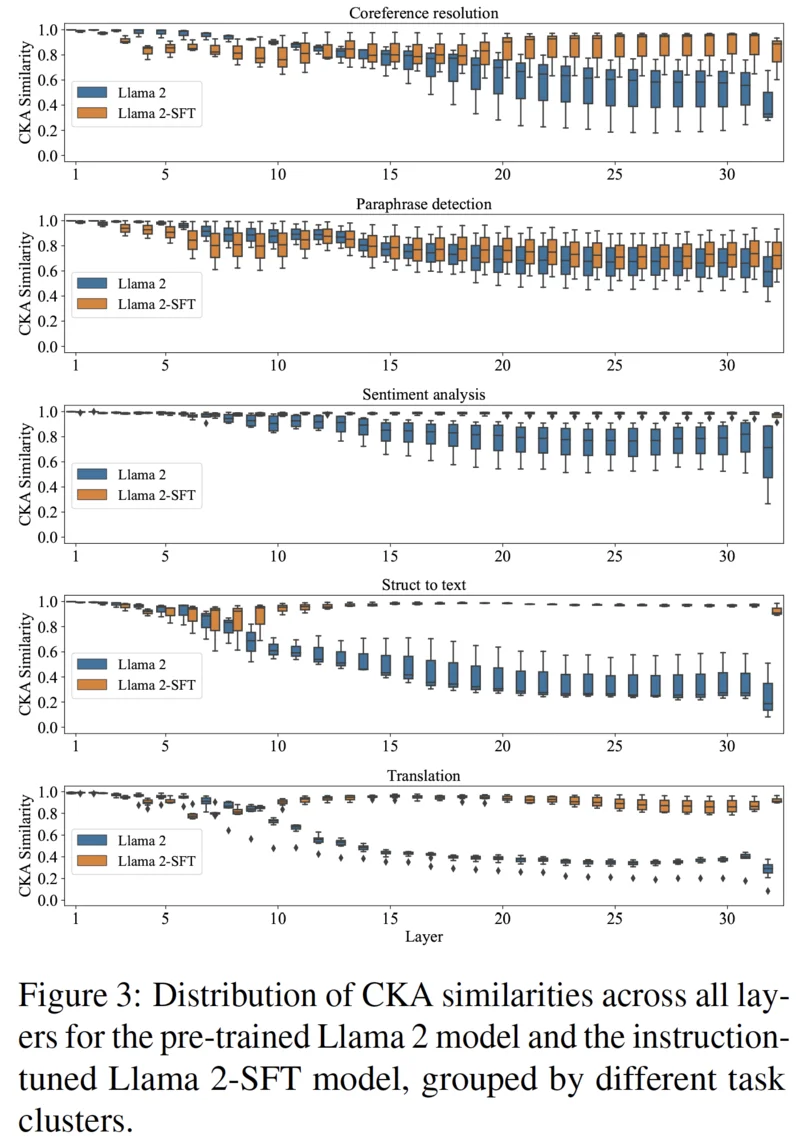 Coreference resolution
CKA Similarity
1.0
0.8
0.6
0.4
0.2
0.0
Llama 2
Llama 2-SFT
1 5 10 15 20 25 30
Paraphrase detection
CKA Similarity
1.0
0.8
0.6
0.4
0.2
0.0
Llama 2
Llama 2-SFT
1 5 10 15 20 25 30
Sentiment analysis
CKA Similarity
1.0
0.8
0.6
0.4
0.2
0.0
Llama 2
Llama 2-SFT
1 5 10 15 20 25 30
Struct to text
CKA Similarity
1.0
0.8
0.6
0.4
0.2
0.0
Llama 2
Llama 2-SFT
1 5 10 15 20 25 30
Translation
CKA Similarity
1.0
0.8
0.6
0.4
0.2
0.0
Llama 2
Llama 2-SFT
1 5 10 15 20 25 30
Layer
Figure 3: Distribution of CKA similarities across all lay-
ers for the pre-trained Llama 2 model and the instruction-
tuned Llama 2-SFT model, grouped by different task
clusters.